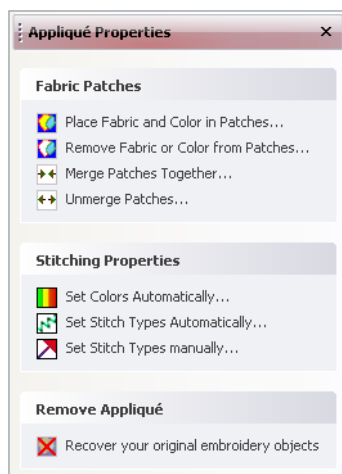 Appliqué Properties
Fabric Patches
Place Fabric and Color in Patches...
Remove Fabric or Color from Patches...
Merge Patches Together...
Unmerge Patches...
Stitching Properties
Set Colors Automatically...
Set Stitch Types Automatically...
Set Stitch Types manually...
Remove Appliqué
Recover your original embroidery objects